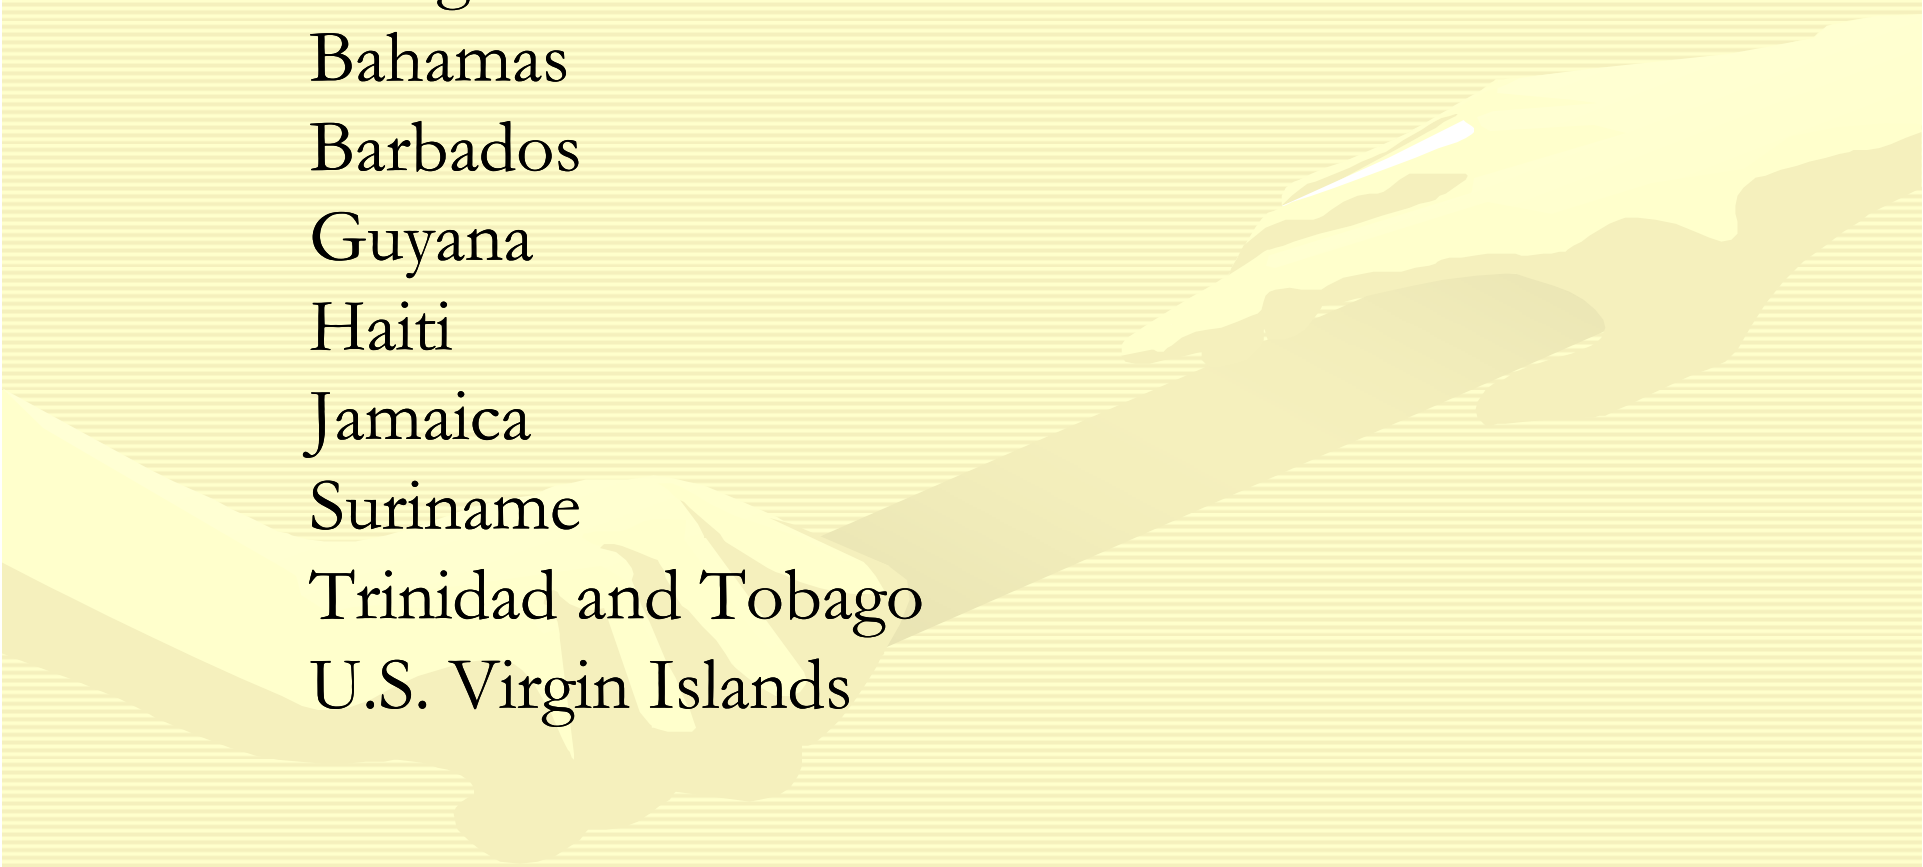 Bahamas
Barbados
Guyana
Haiti
Jamaica
Suriname
Trinidad and Tobago
U.S. Virgin Islands